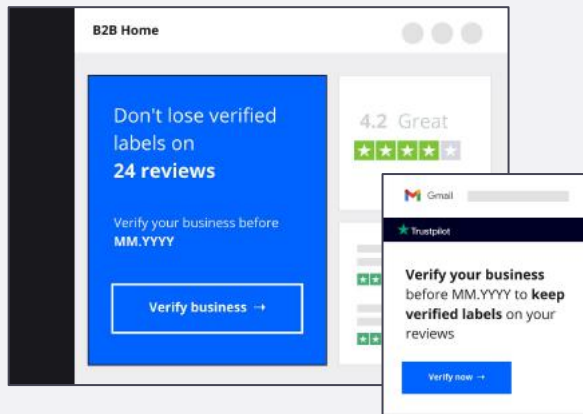 B2B Home
Don't lose verified
labels on
24 reviews
Verify your business before
MM.YYYY
Verify business →
4.2 Great
Gmail
Trustpilot
Verify your business
before MM.YYYY to keep
verified labels on your
reviews
Verify now →